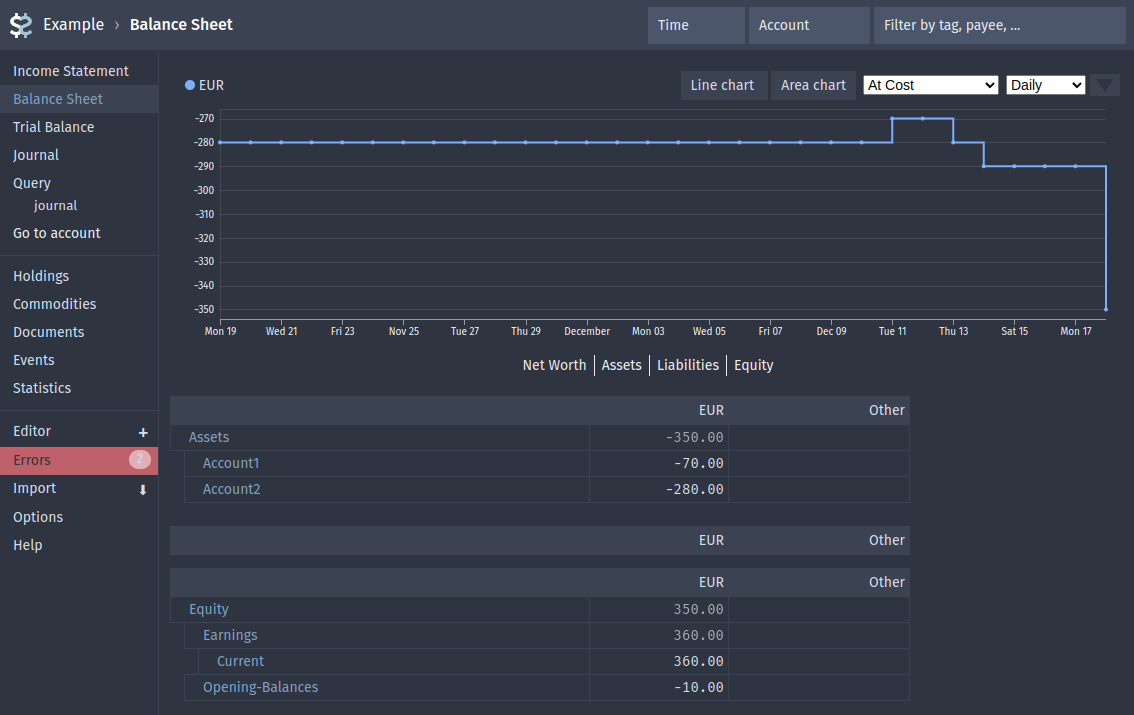 Example › Balance Sheet
Time
Account
Filter by tag, payee, ...
Income Statement
Balance Sheet
Trial Balance
Journal
Query
journal
Go to account
Holdings
Commodities
Documents
Events
Statistics
Editor +
Errors 2
Import
Options
Help
EUR
Line chart
Area chart
At Cost
Daily
-270
-280
-290
-300
-310
-320
-330
-340
-350
Mon 19 Wed 21 Fri 23 Nov 25 Tue 27 Thu 29 December Mon 03 Wed 05 Fri 07 Dec 09 Tue 11 Thu 13 Sat 15 Mon 17
Net Worth Assets Liabilities Equity
EUR Other
Assets -350.00
Account1 -70.00
Account2 -280.00
EUR Other
EUR Other
Equity 350.00
Earnings 360.00
Current 360.00
Opening-Balances -10.00